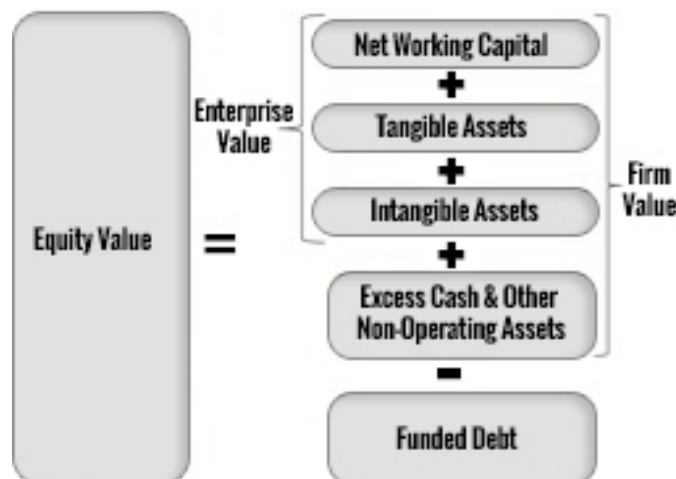 Net Working Capital
+
Enterprise
Value
Tangible Assets
+
Firm
Value
Intangible Assets
Equity Value
=
+
Excess Cash & Other
Non-Operating Assets
-
Funded Debt